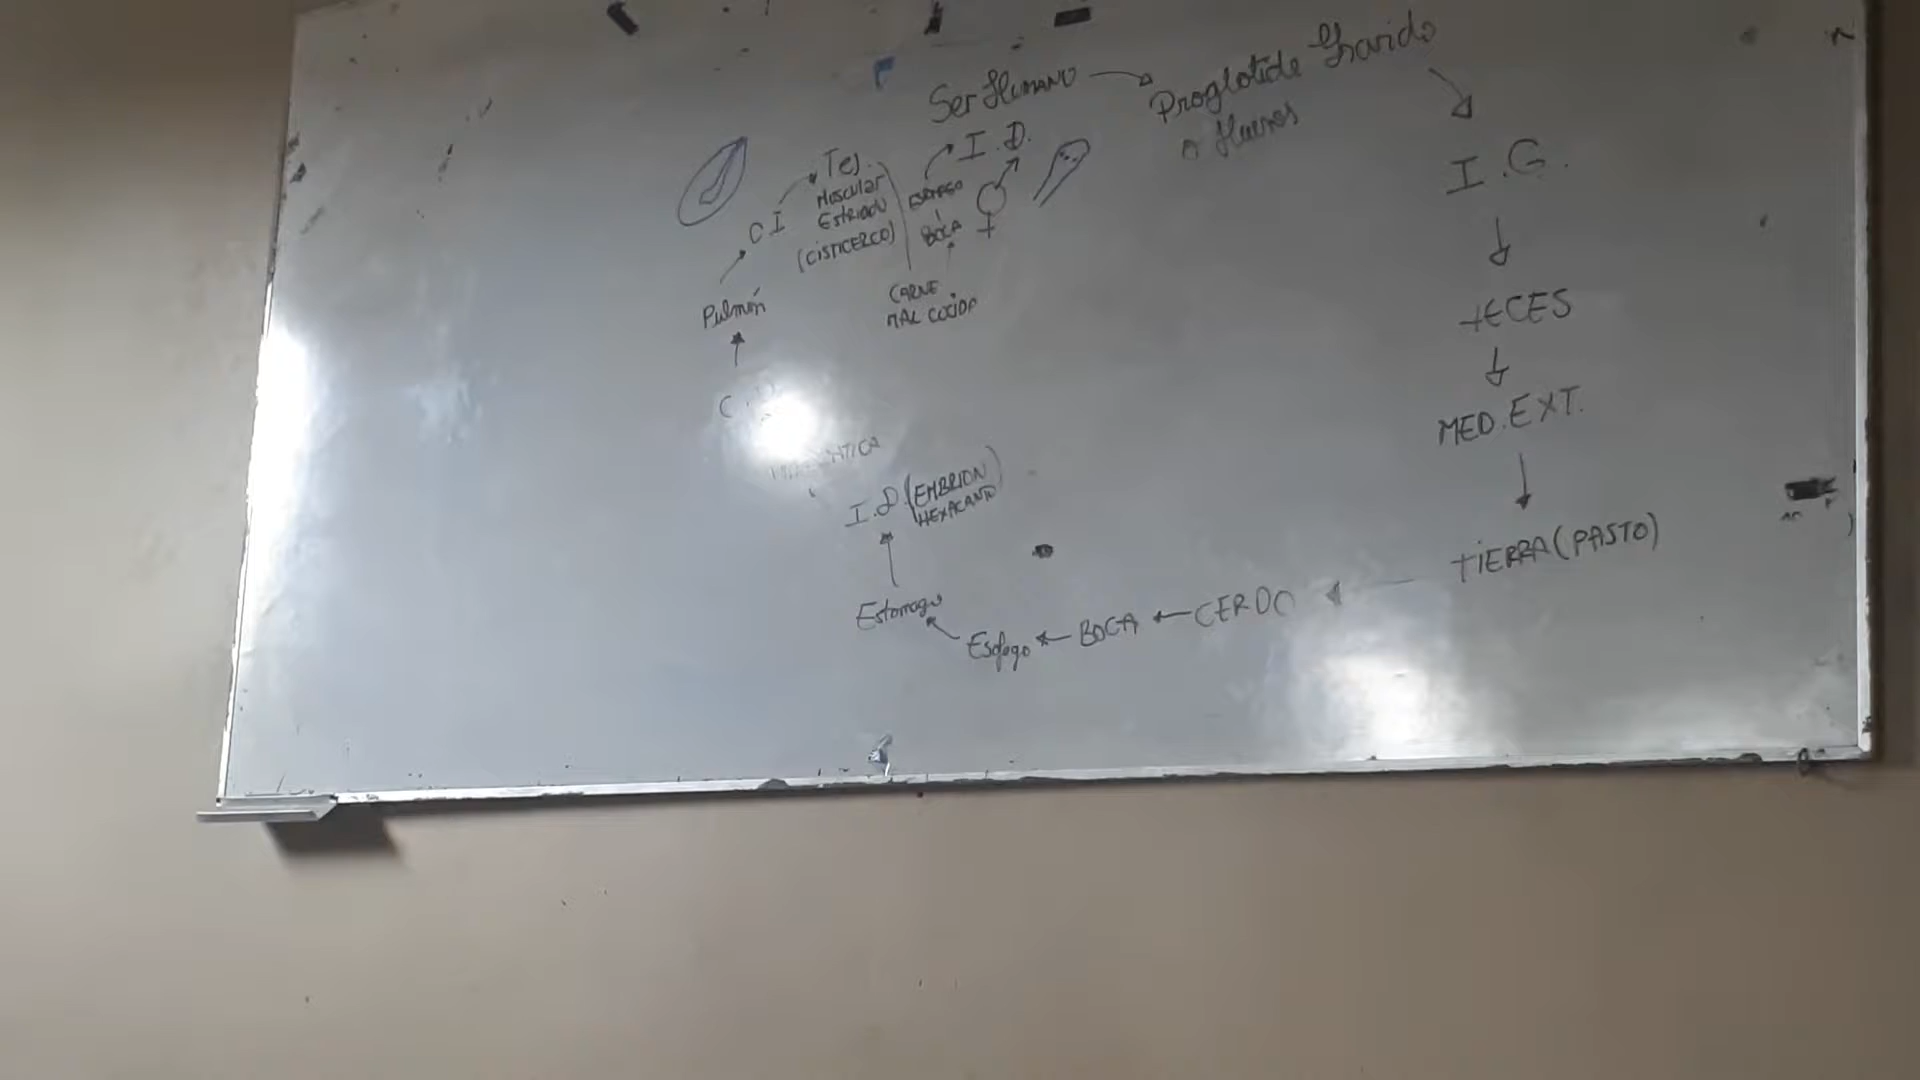 Ser Humano
Proglotide Gravido
o Huevos
I.G.
HECES
MED. EXT.
TIERRA (PASTO)
CERDO
BOCA
Esofago
Estomago
I.D. (EMBRION
HEXACANTO)
Pulmón
C I
Tej.
Muscular
Estriado
(CISTICERCO)
CARNE
MAL COCIDA
BOCA
I.D.